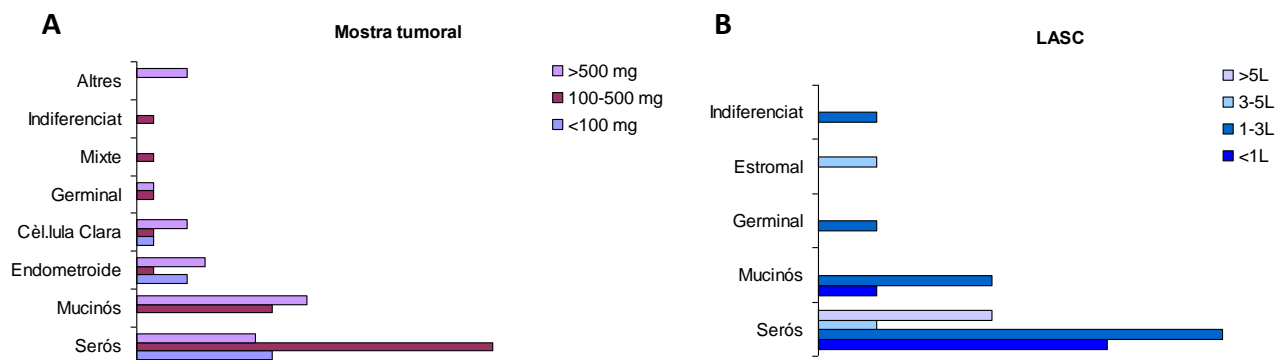 A
Mostra tumoral
Altres
Indiferenciat
Mixte
Germinal
Cèl.lula Clara
Endometroide
Mucinós
Serós
>500 mg
100-500 mg
<100 mg
B
LASC
Indiferenciat
Estromal
Germinal
Mucinós
Serós
>5L
3-5L
1-3L
<1L